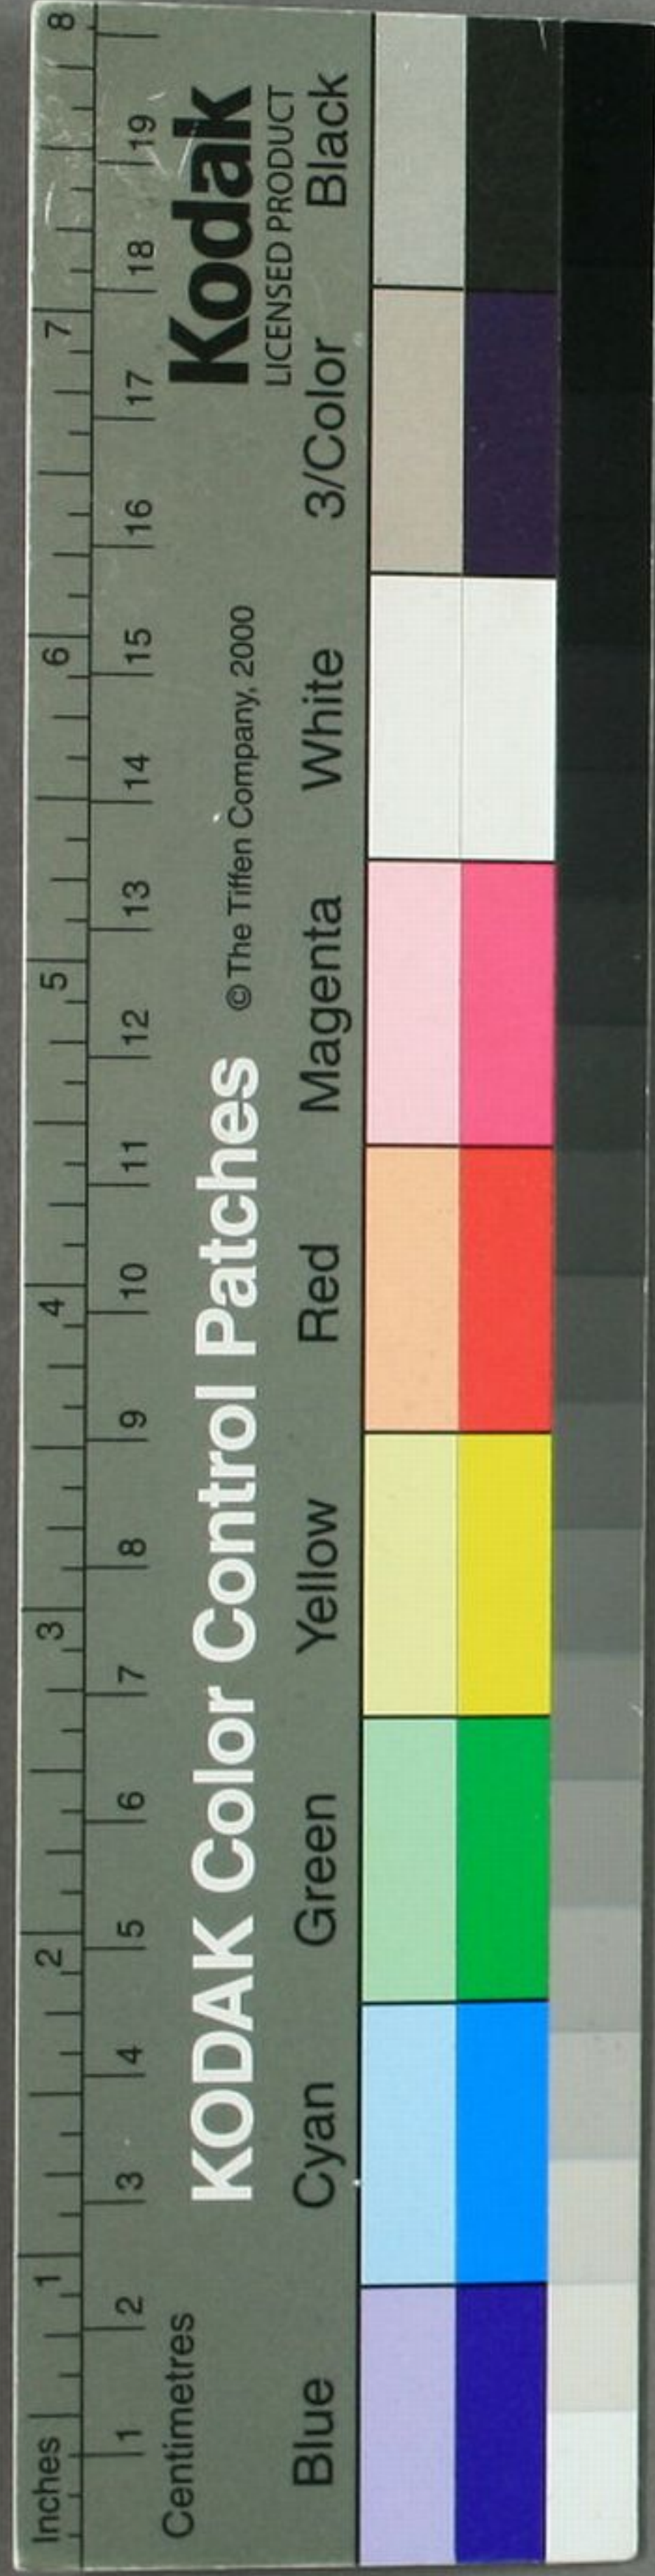 Inches 1 2 3 4 5 6 7 8
1 2 3 4 5 6 7 8 9 10 11 12 13 14 15 16 17 18 19
Centimetres
KODAK Color Control Patches © The Tiffen Company, 2000 Kodak
LICENSED PRODUCT
Blue Cyan Green Yellow Red Magenta White 3/Color Black